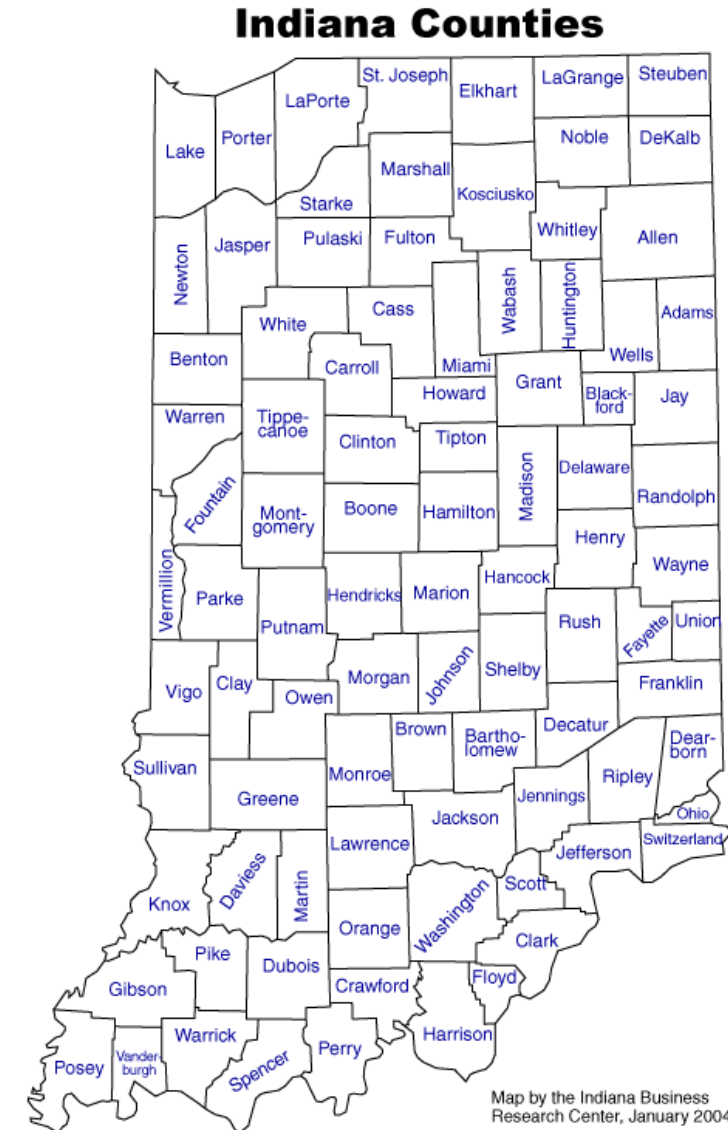 Indiana Counties
St. Joseph
Elkhart
LaGrange
Steuben
LaPorte
Porter
Lake
Noble
DeKalb
Marshall
Kosciusko
Starke
Whitley
Allen
Jasper
Pulaski
Fulton
Newton
Wabash
Huntington
White
Cass
Miami
Wells
Adams
Benton
Carroll
Howard
Grant
Black-
ford
Jay
Warren
Tippe-
canoe
Clinton
Tipton
Madison
Delaware
Randolph
Fountain
Mont-
gomery
Boone
Hamilton
Henry
Wayne
Vermillion
Parke
Putnam
Hendricks
Marion
Hancock
Rush
Fayette
Union
Vigo
Clay
Owen
Morgan
Johnson
Shelby
Franklin
Sullivan
Greene
Monroe
Brown
Bartho-
lomew
Decatur
Dear-
born
Ripley
Jennings
Jackson
Ohio
Switzerland
Jefferson
Lawrence
Knox
Daviess
Martin
Orange
Washington
Scott
Clark
Pike
Dubois
Crawford
Floyd
Gibson
Harrison
Posey
Vander-
burgh
Warrick
Spencer
Perry
Map by the Indiana Business
Research Center, January 2004